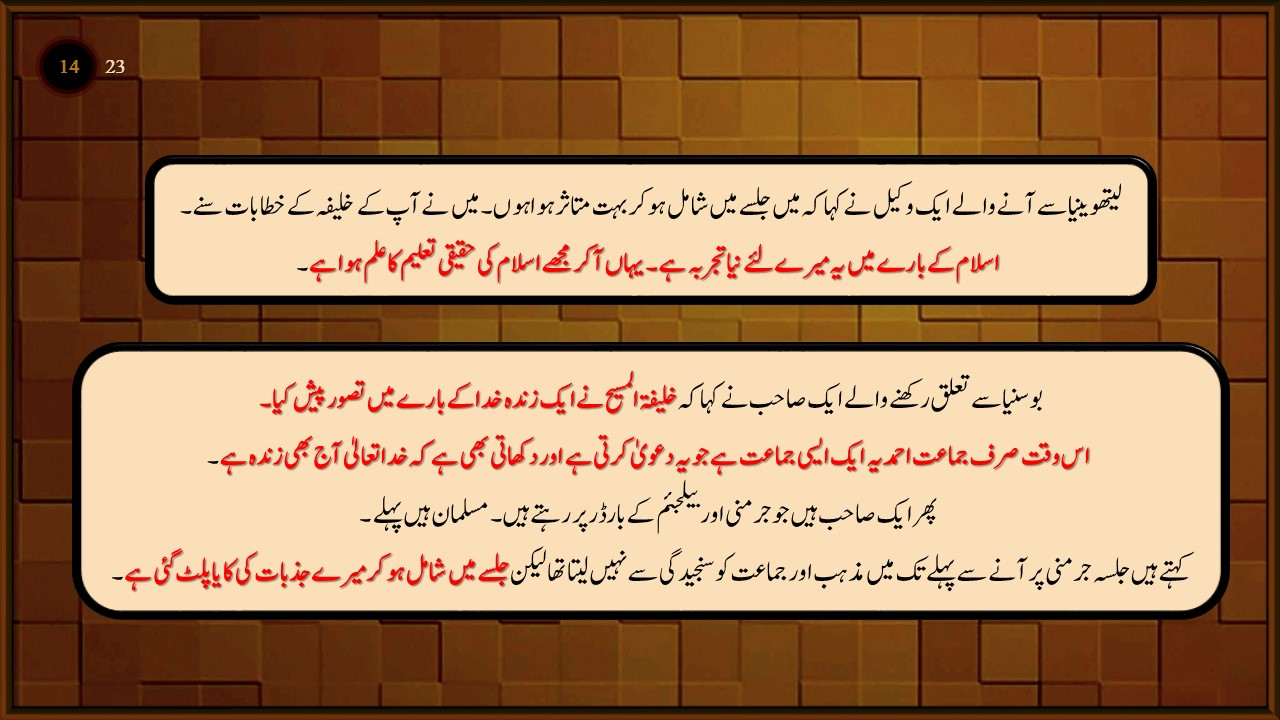 14 23
لیتھوینیا سے آنے والے ایک وکیل نے کہا کہ میں جلسے میں شامل ہو کر بہت متاثر ہوا ہوں۔ میں نے آپ کے خلیفہ کے خطابات سنے۔
اسلام کے بارے میں یہ میرے لئے نیا تجربہ ہے۔ یہاں آ کر مجھے اسلام کی حقیقی تعلیم کا علم ہوا ہے۔
بوسنیا سے تعلق رکھنے والے ایک صاحب نے کہا کہ خلیفۃ المسیح نے ایک زندہ خدا کے بارے میں تصور پیش کیا۔
اس وقت صرف جماعت احمدیہ ایک ایسی جماعت ہے جو یہ دعویٰ کرتی ہے اور دکھاتی بھی ہے کہ خدا تعالیٰ آج بھی زندہ ہے۔
پھر ایک صاحب ہیں جو جرمنی اور بیلجئم کے بارڈر پر رہتے ہیں۔ مسلمان ہیں پہلے۔
کہتے ہیں جلسہ جرمنی پر آنے سے پہلے تک میں مذہب اور جماعت کو سنجیدگی سے نہیں لیتا تھا لیکن جلسے میں شامل ہو کر میرے جذبات کی کایا پلٹ گئی ہے۔